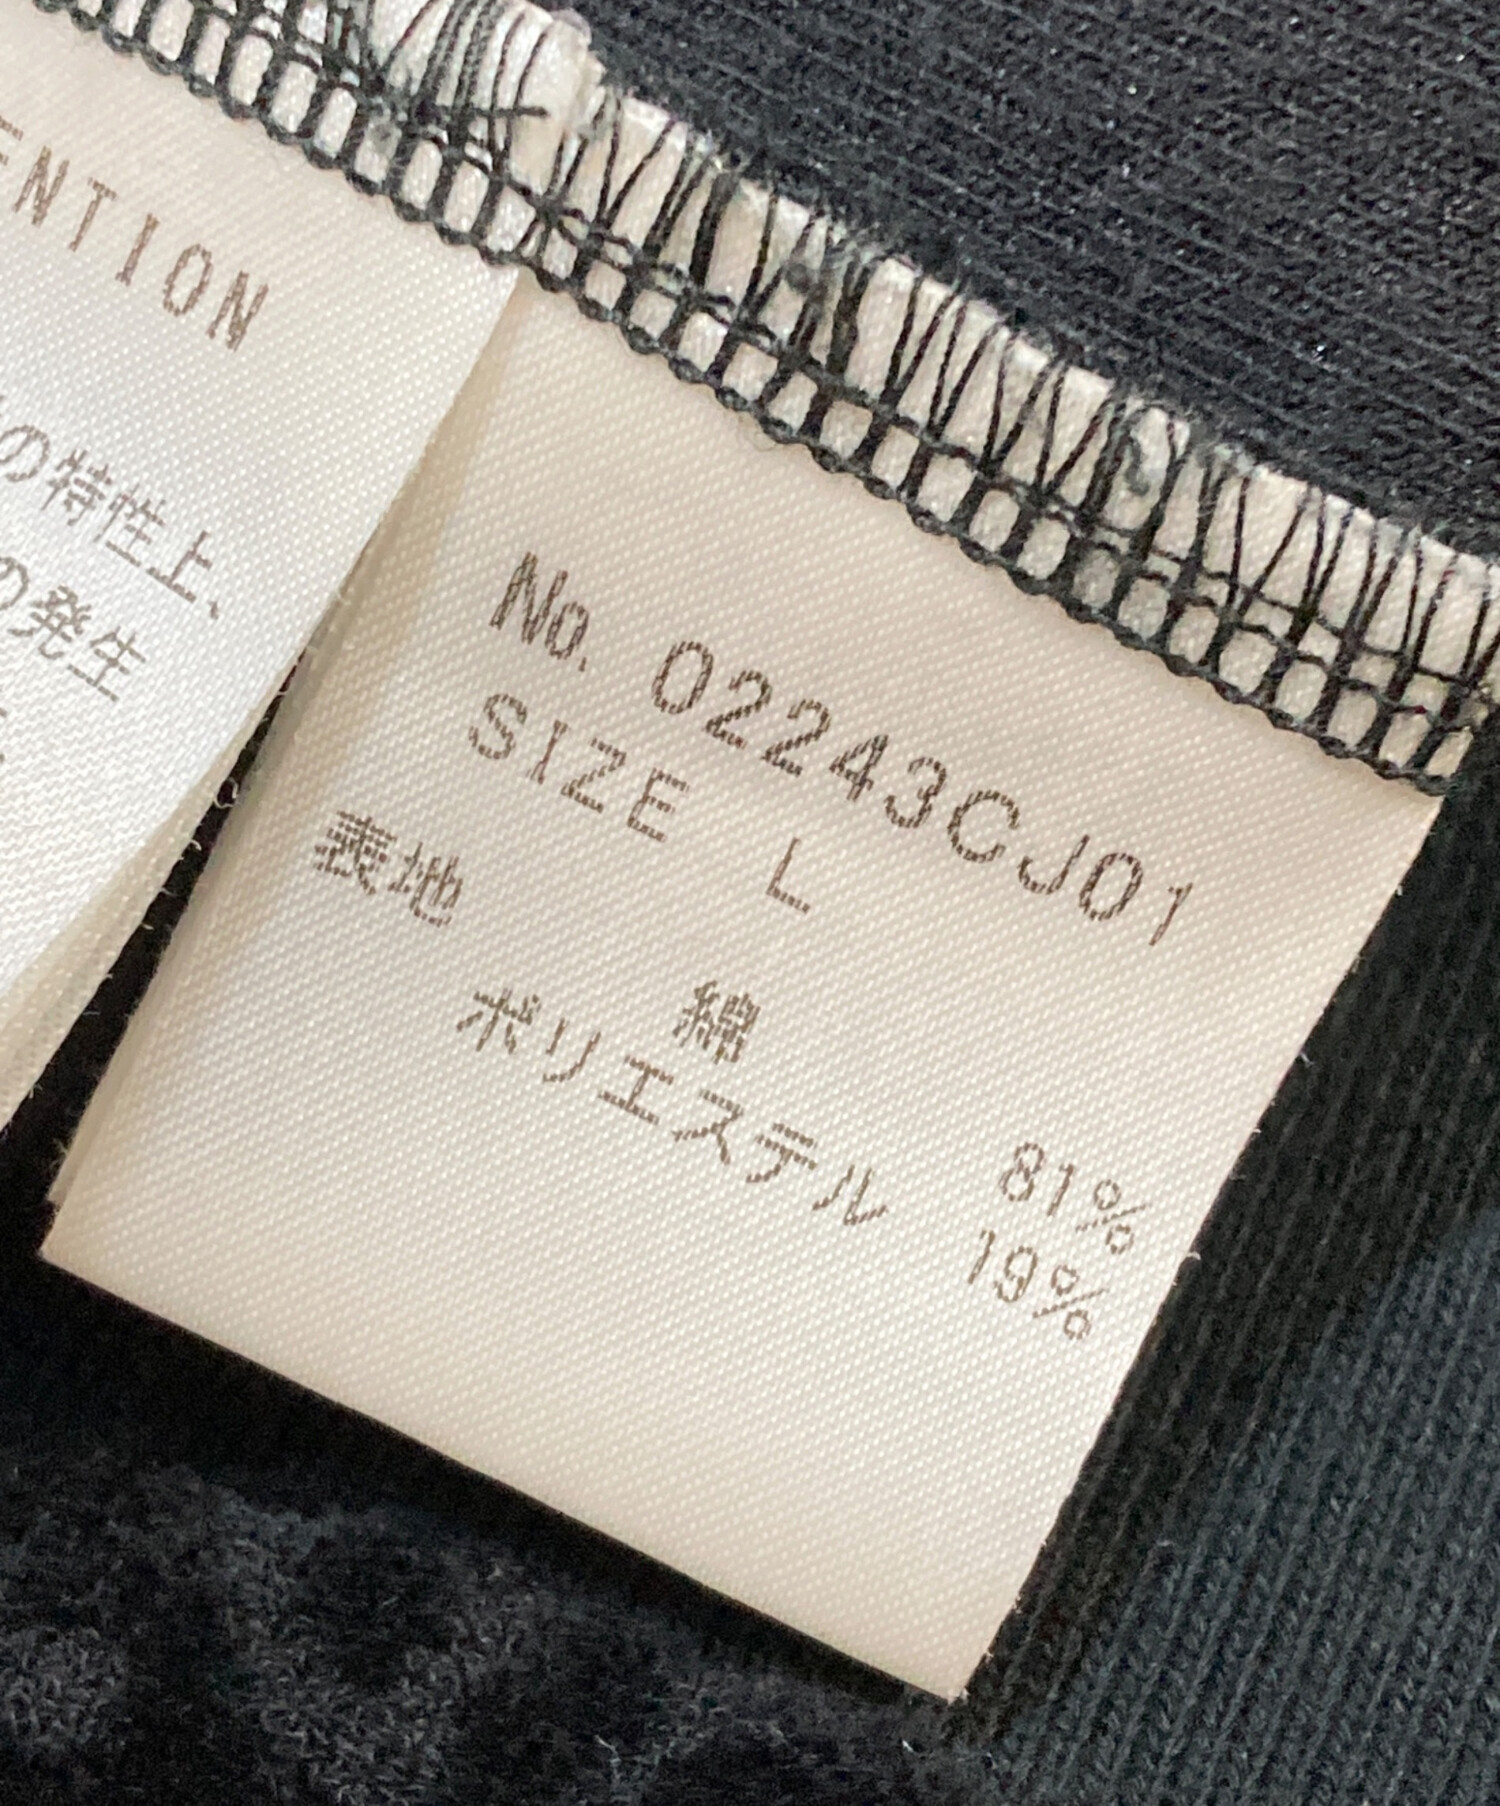 ENTION
の特性上、
の発生
No. 02243CJ01
SIZE L
表地
綿 81%
ポリエステル 19%